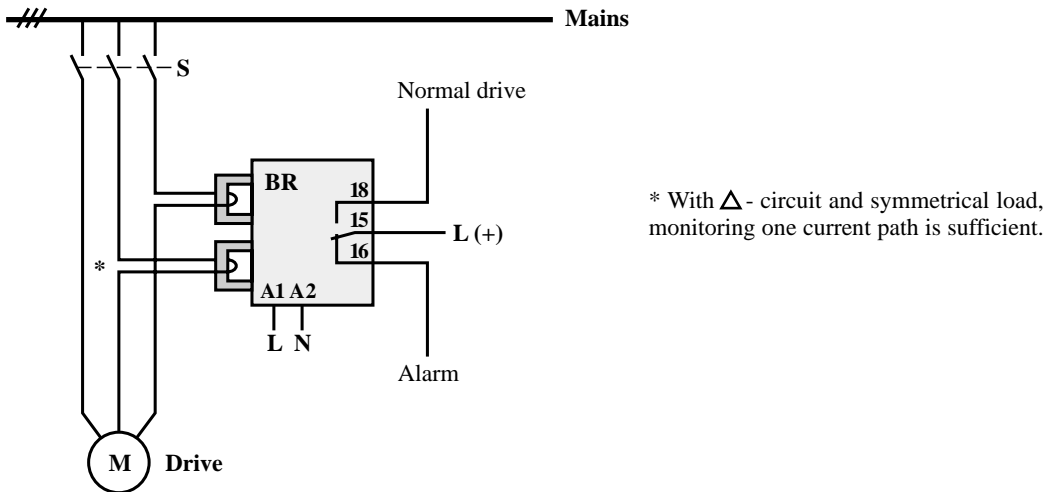 Mains
S
Normal drive
BR
18
15
L (+)
16
*
A1 A2
L N
Alarm
M
Drive
* With Δ - circuit and symmetrical load,
monitoring one current path is sufficient.